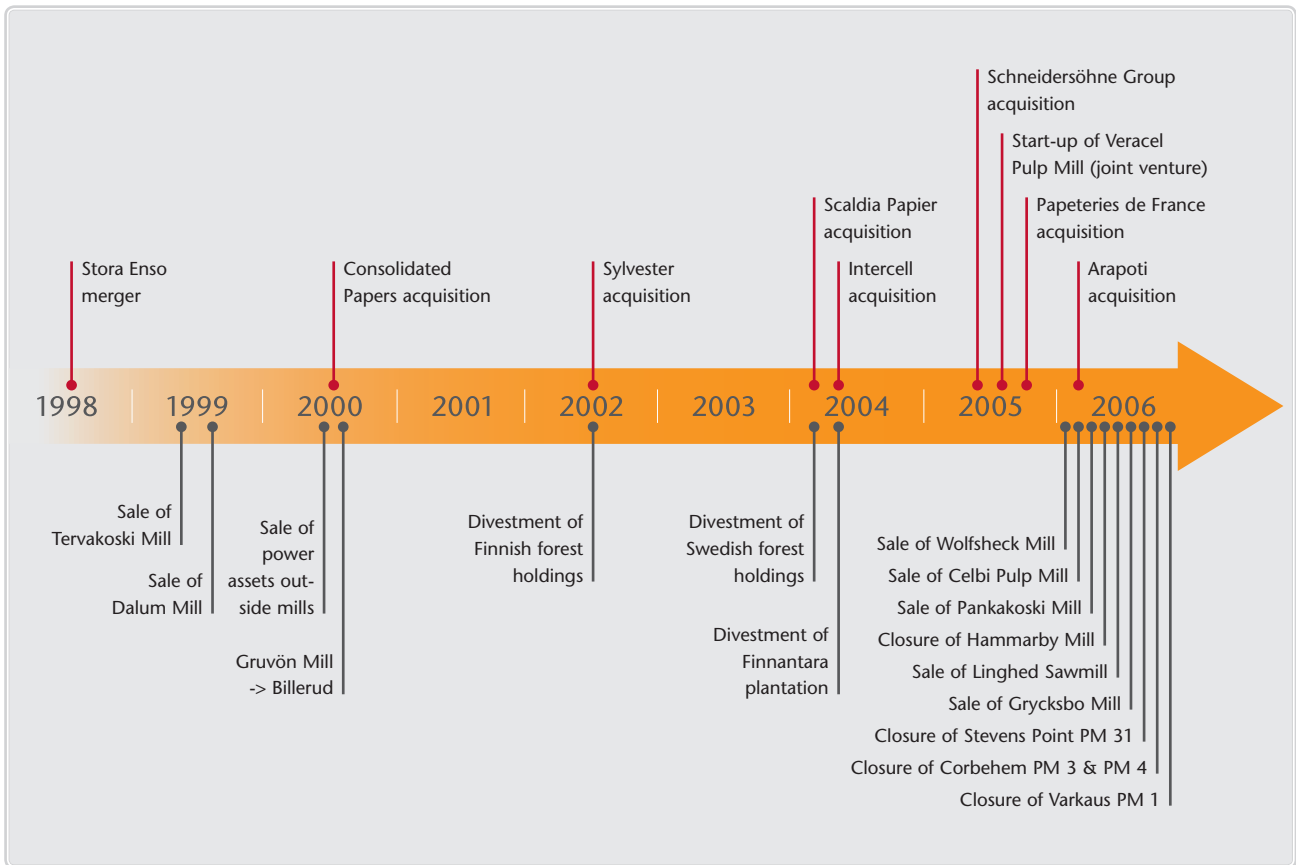 Schneidersöhne Group
acquisition
Start-up of Veracel
Pulp Mill (joint venture)
Scaldia Papier
acquisition
Papeteries de France
acquisition
Stora Enso
merger
Consolidated
Papers acquisition
Sylvester
acquisition
Intercell
acquisition
Arapoti
acquisition
1998 1999 2000 2001 2002 2003 2004 2005 2006
Sale of
Tervakoski Mill
Sale of
Dalum Mill
Sale of
power
assets out-
side mills
Gruvön Mill
-> Billerud
Divestment of
Finnish forest
holdings
Divestment of
Swedish forest
holdings
Divestment of
Finnantara
plantation
Sale of Wolfsheck Mill
Sale of Celbi Pulp Mill
Sale of Pankakoski Mill
Closure of Hammarby Mill
Sale of Linghed Sawmill
Sale of Grycksbo Mill
Closure of Stevens Point PM 31
Closure of Corbehem PM 3 & PM 4
Closure of Varkaus PM 1